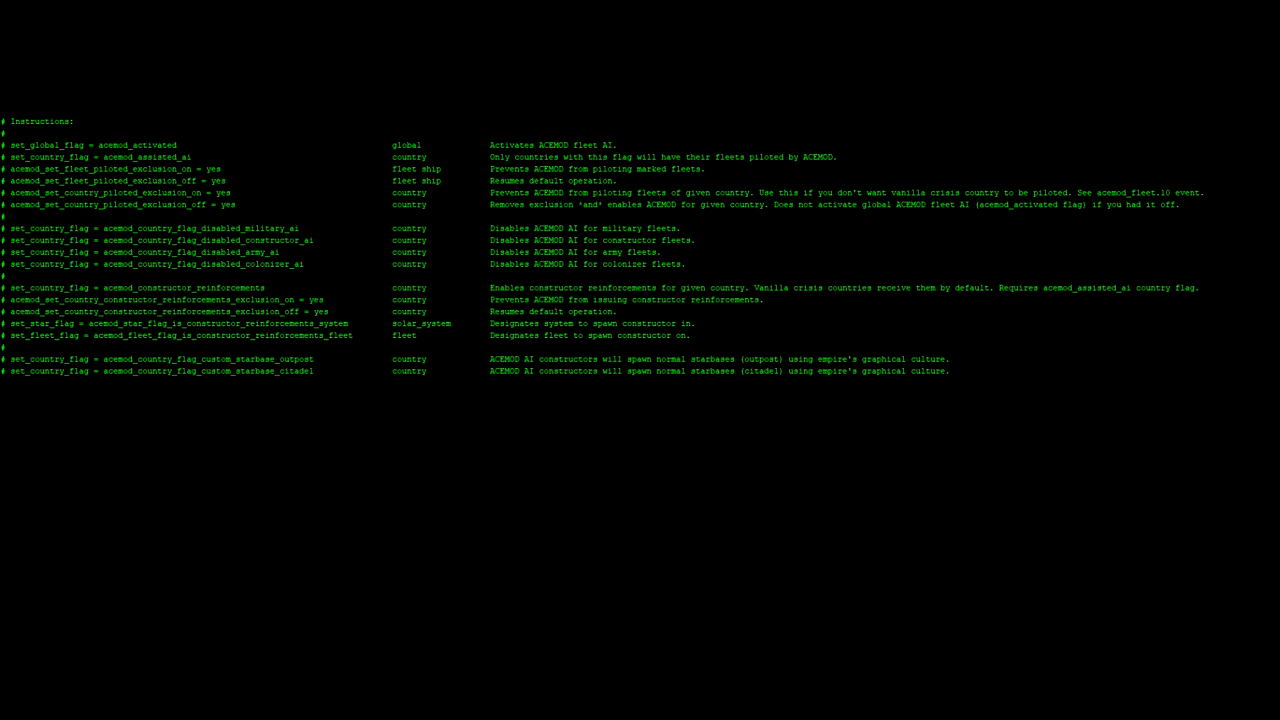 # Instructions:
#
# set_global_flag = acemod_activated global Activates ACEMOD fleet AI.
# set_country_flag = acemod_assisted_ai country Only countries with this flag will have their fleets piloted by ACEMOD.
# acemod_set_fleet_piloted_exclusion_on = yes fleet ship Prevents ACEMOD from piloting marked fleets.
# acemod_set_fleet_piloted_exclusion_off = yes fleet ship Resumes default operation.
# acemod_set_country_piloted_exclusion_on = yes country Prevents ACEMOD from piloting fleets of given country. Use this if you don't want vanilla crisis country to be piloted. See acemod_fleet.10 event.
# acemod_set_country_piloted_exclusion_off = yes country Removes exclusion *and* enables ACEMOD for given country. Does not activate global ACEMOD fleet AI (acemod_activated flag) if you had it off.
#
# set_country_flag = acemod_country_flag_disabled_military_ai country Disables ACEMOD AI for military fleets.
# set_country_flag = acemod_country_flag_disabled_constructor_ai country Disables ACEMOD AI for constructor fleets.
# set_country_flag = acemod_country_flag_disabled_army_ai country Disables ACEMOD AI for army fleets.
# set_country_flag = acemod_country_flag_disabled_colonizer_ai country Disables ACEMOD AI for colonizer fleets.
#
# set_country_flag = acemod_constructor_reinforcements country Enables constructor reinforcements for given country. Vanilla crisis countries receive them by default. Requires acemod_assisted_ai country flag.
# acemod_set_country_constructor_reinforcements_exclusion_on = yes country Prevents ACEMOD from issuing constructor reinforcements.
# acemod_set_country_constructor_reinforcements_exclusion_off = yes country Resumes default operation.
# set_star_flag = acemod_star_flag_is_constructor_reinforcements_system solar_system Designates system to spawn constructor in.
# set_fleet_flag = acemod_fleet_flag_is_constructor_reinforcements_fleet fleet Designates fleet to spawn constructor on.
#
# set_country_flag = acemod_country_flag_custom_starbase_outpost country ACEMOD AI constructors will spawn normal starbases (outpost) using empire's graphical culture.
# set_country_flag = acemod_country_flag_custom_starbase_citadel country ACEMOD AI constructors will spawn normal starbases (citadel) using empire's graphical culture.